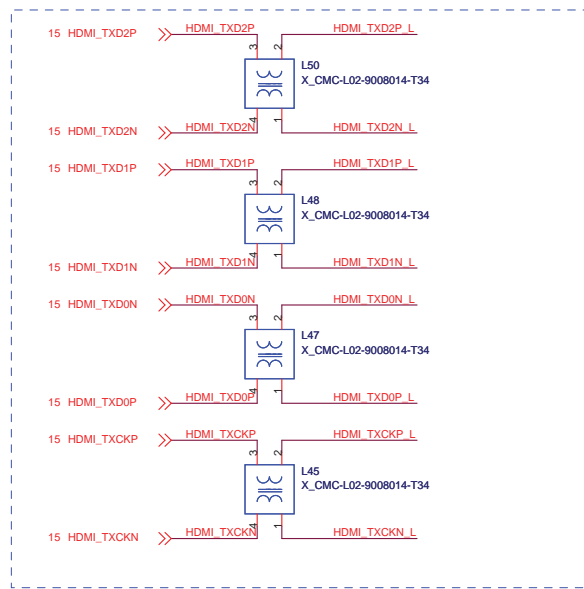 15 HDMI_TXD2P HDMI_TXD2P HDMI_TXD2P_L
3 2
L50
X_CMC-L02-9008014-T34
4 1
15 HDMI_TXD2N HDMI_TXD2N HDMI_TXD2N_L
15 HDMI_TXD1P HDMI_TXD1P HDMI_TXD1P_L
3 2
L48
X_CMC-L02-9008014-T34
4 1
15 HDMI_TXD1N HDMI_TXD1N HDMI_TXD1N_L
15 HDMI_TXD0N HDMI_TXD0N HDMI_TXD0N_L
3 2
L47
X_CMC-L02-9008014-T34
4 1
15 HDMI_TXD0P HDMI_TXD0P HDMI_TXD0P_L
15 HDMI_TXCKP HDMI_TXCKP HDMI_TXCKP_L
3 2
L45
X_CMC-L02-9008014-T34
4 1
15 HDMI_TXCKN HDMI_TXCKN HDMI_TXCKN_L